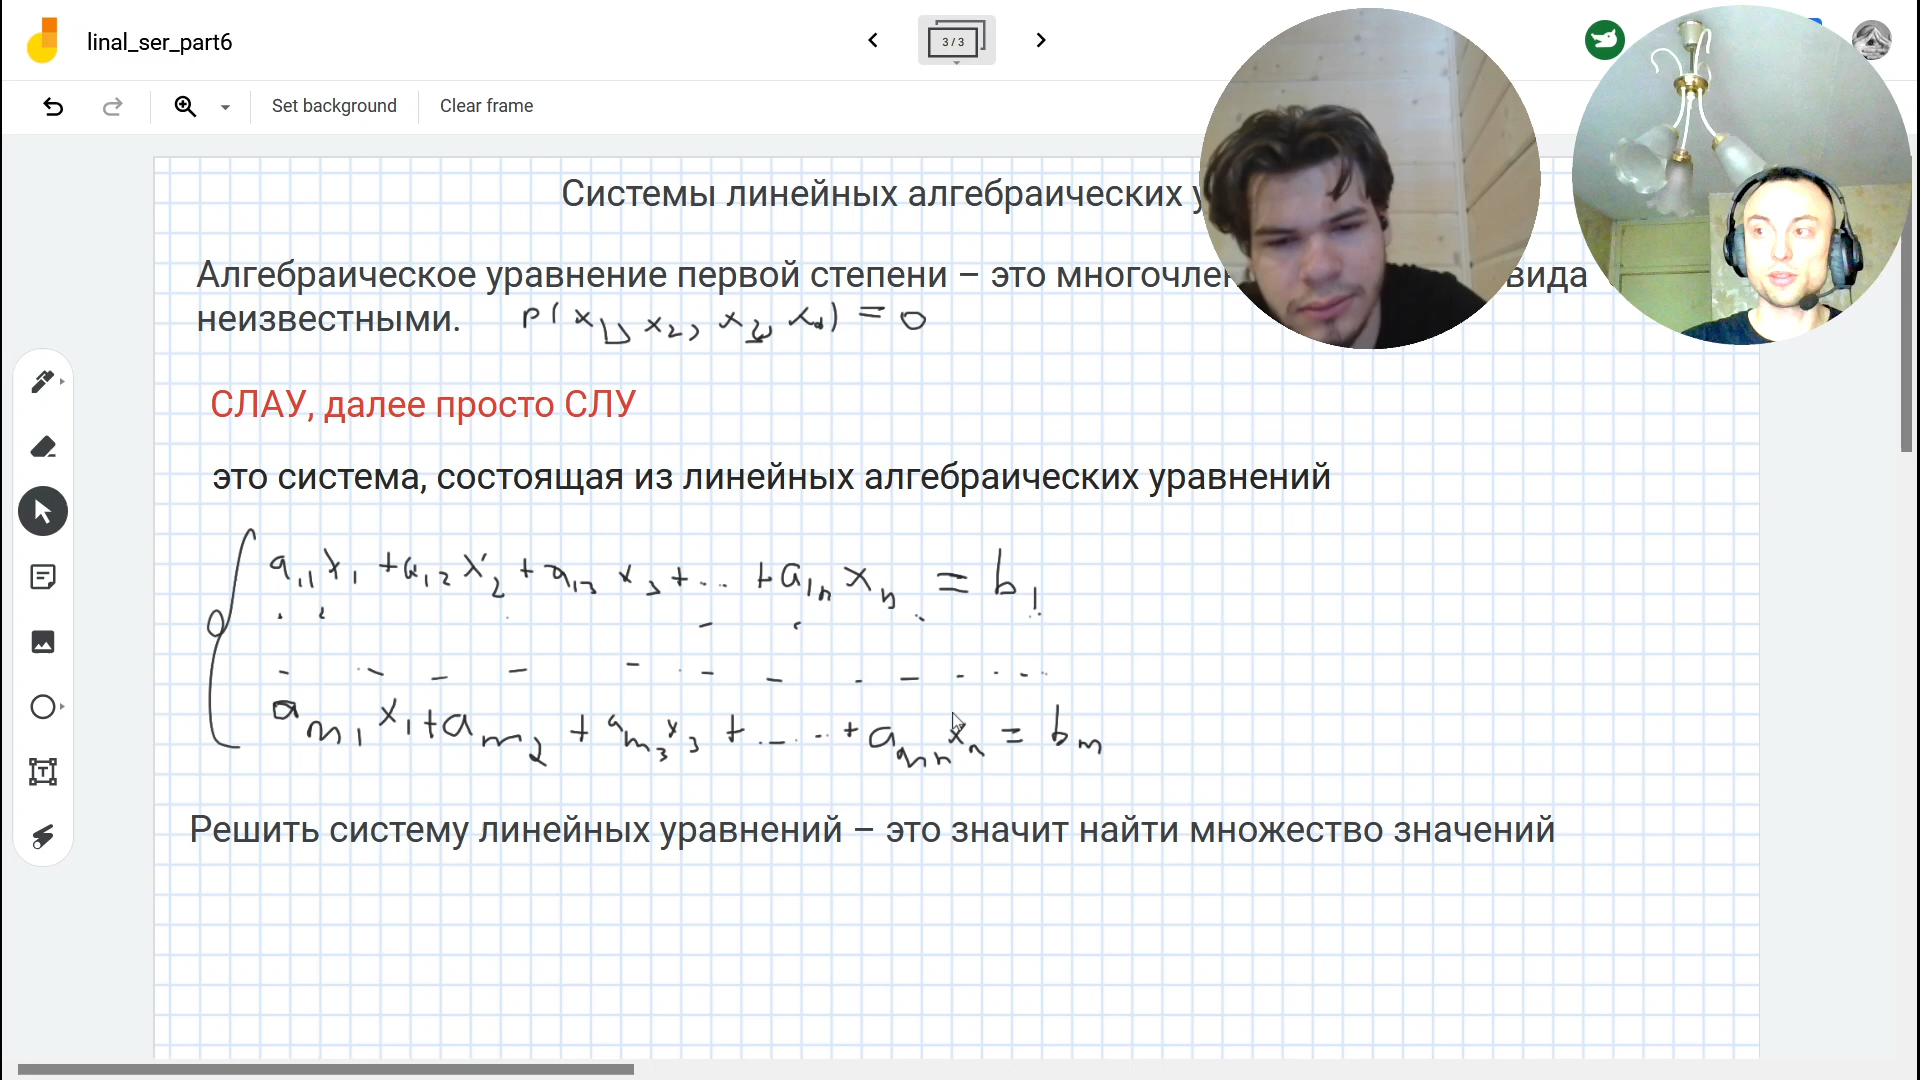 linal_ser_part6
3 / 3
Set background
Clear frame
Системы линейных алгебраических
Алгебраическое уравнение первой степени – это многочлен вида
неизвестными. P(x₁, x₂, x₃, xₙ) = 0
СЛАУ, далее просто СЛУ
это система, состоящая из линейных алгебраических уравнений
a₁₁x₁ + a₁₂x₂ + a₁₃x₃ + ... + a₁ₙxₙ = b₁
aₘ₁x₁ + aₘ₂ + aₘ₃x₃ + ... + aₘₙxₙ = bₘ
Решить систему линейных уравнений – это значит найти множество значений